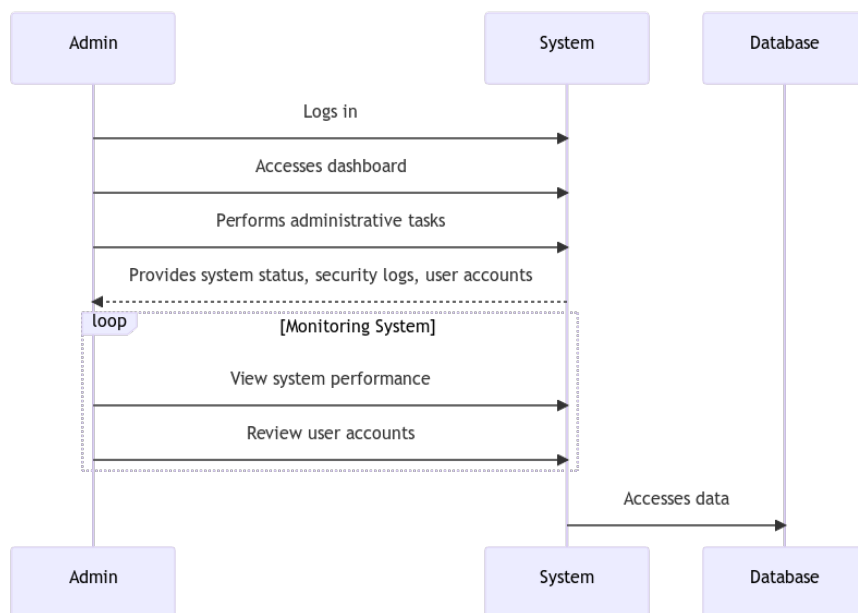 Admin
System
Database
Logs in
Accesses dashboard
Performs administrative tasks
Provides system status, security logs, user accounts
loop
[Monitoring System]
View system performance
Review user accounts
Accesses data
Admin
System
Database